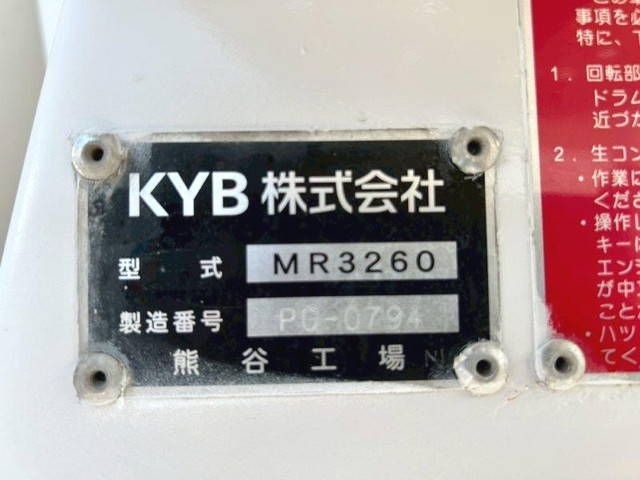 KYB 株式会社
型式 MR3260
製造番号 PG-0794
熊谷工場
事項を必
特に、
1. 回転部
ドラム
近づか
2. 生コン
・作業に
くださ
・操作し
キー
エン
が中
こと
・ハッ
てく